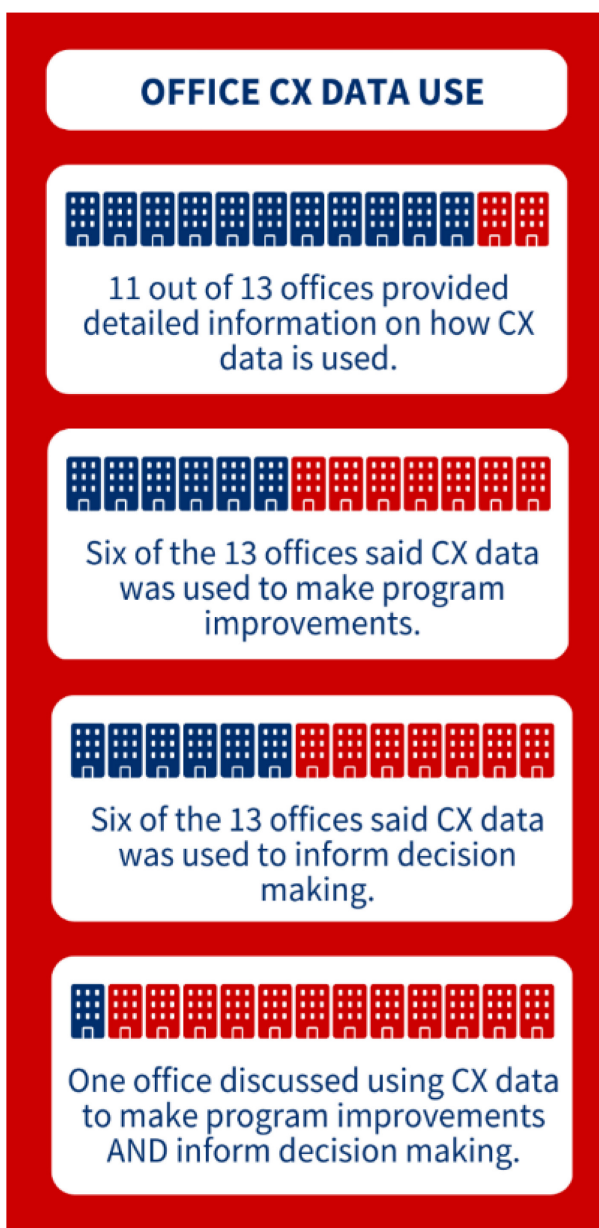 OFFICE CX DATA USE
11 out of 13 offices provided
detailed information on how CX
data is used.
Six of the 13 offices said CX data
was used to make program
improvements.
Six of the 13 offices said CX data
was used to inform decision
making.
One office discussed using CX data
to make program improvements
AND inform decision making.